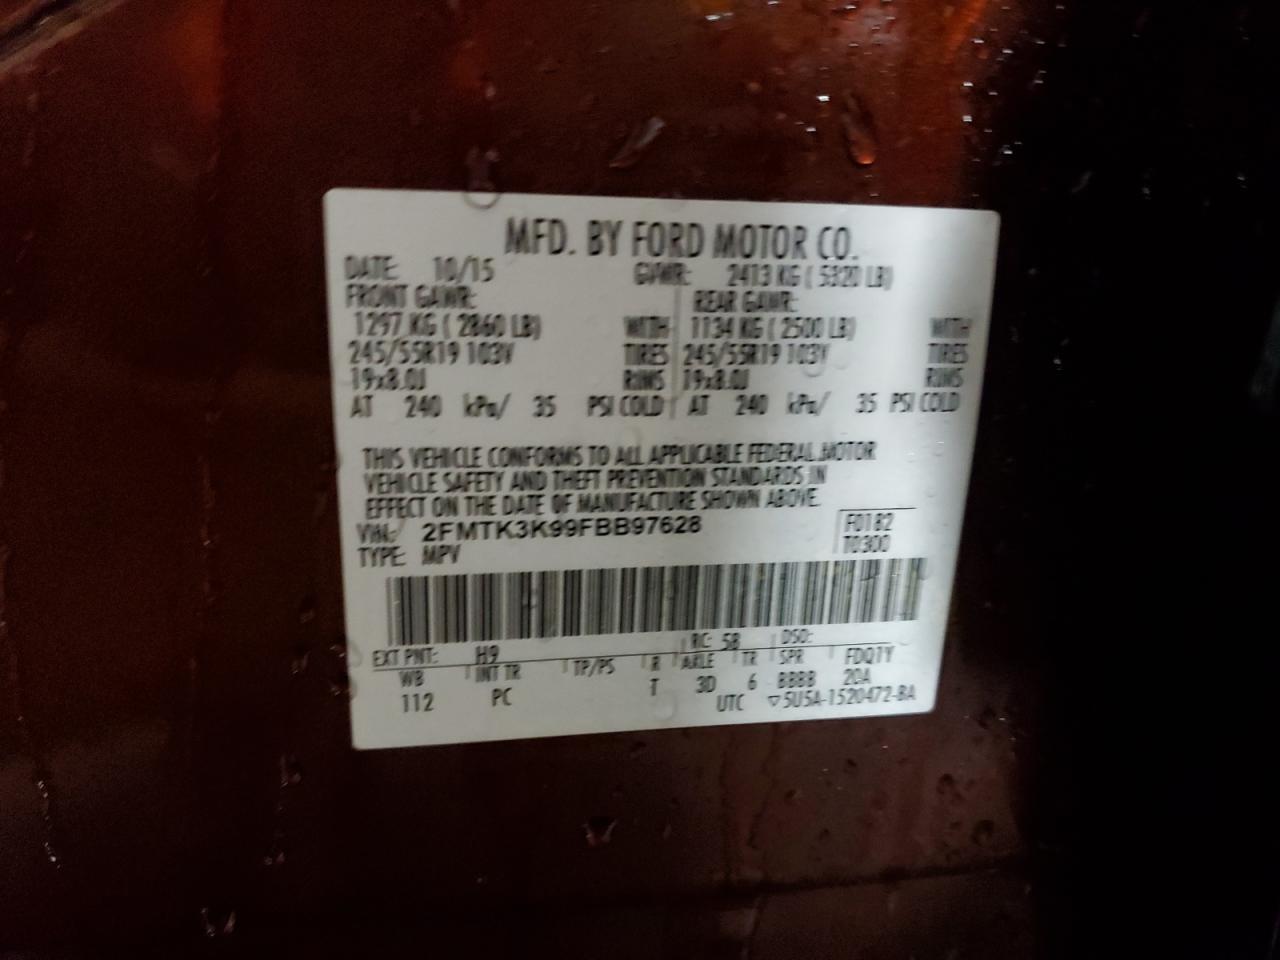 MFD. BY FORD MOTOR CO.
DATE: 10/15 GVWR: 2413 KG ( 5320 LB)
FRONT GAWR: REAR GAWR:
1297 KG ( 2860 LB) WITH 1134 KG ( 2500 LB) WITH
245/55R19 103V TIRES 245/55R19 103V TIRES
19x8.0J RIMS 19x8.0J RIMS
AT 240 kPa/ 35 PSI COLD AT 240 kPa/ 35 PSI COLD
THIS VEHICLE CONFORMS TO ALL APPLICABLE FEDERAL MOTOR
VEHICLE SAFETY AND THEFT PREVENTION STANDARDS IN
EFFECT ON THE DATE OF MANUFACTURE SHOWN ABOVE.
VIN: 2FMTK3K99FBB97628 F0182
TYPE: MPV T0300
EXT PNT: H9 RC: 58 DSO:
WB INT TR TP/PS R AXLE TR SPR FDQ1Y
112 PC T 3D 6 BBBB 20A
UTC ▽5U5A-1520472-BA